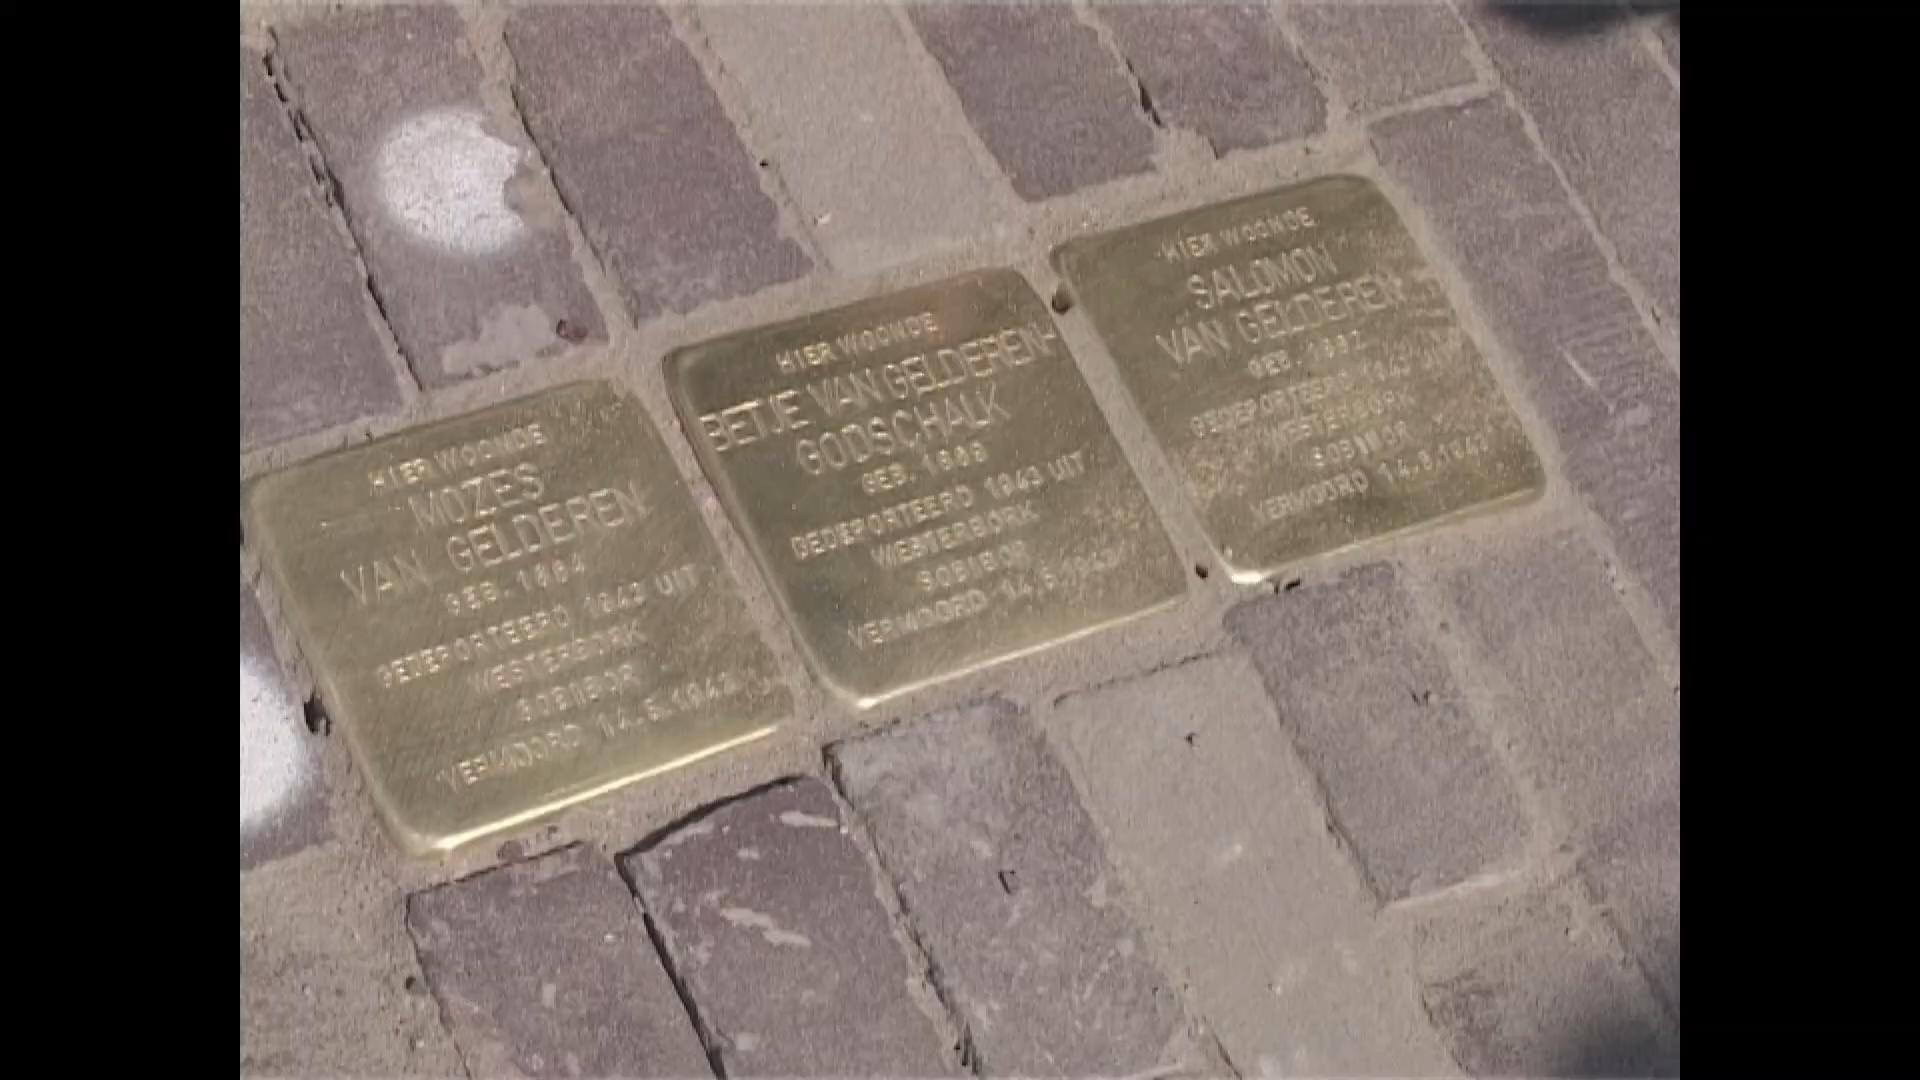 HIER WOONDE
MOZES
VAN GELDEREN
GEB. 1884
GEDEPORTEERD 1943 UIT
WESTERBORK
SOBIBOR
VERMOORD 14.5.1943
HIER WOONDE
BETJE VAN GELDEREN-
GODSCHALK
GEB.
GEDEPORTEERD 1943 UIT
WESTERBORK
SOBIBOR
VERMOORD 14.5.1943
HIER WOONDE
SALOMON
VAN GELDEREN
GEB.
GEDEPORTEERD 1943 UIT
WESTERBORK
SOBIBOR
VERMOORD 14.5.1943